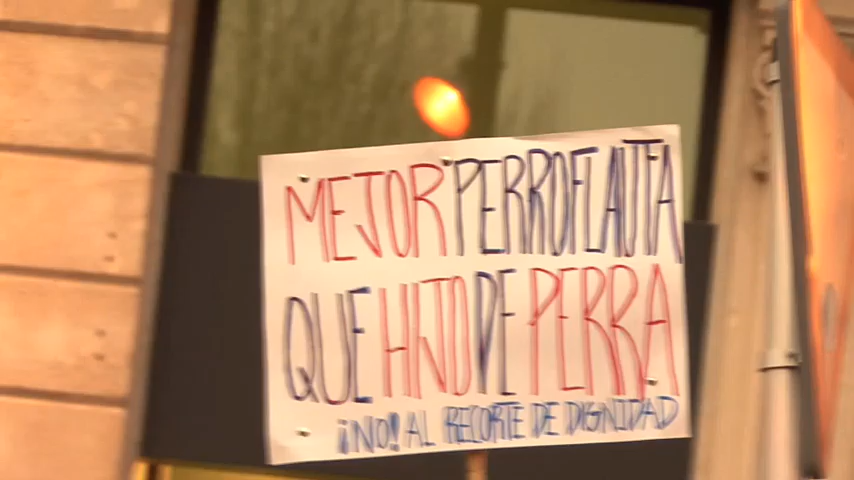 MEJOR PERROFLAUTA
QUE HIJO DE PERRA
¡NO! AL RECORTE DE DIGNIDAD